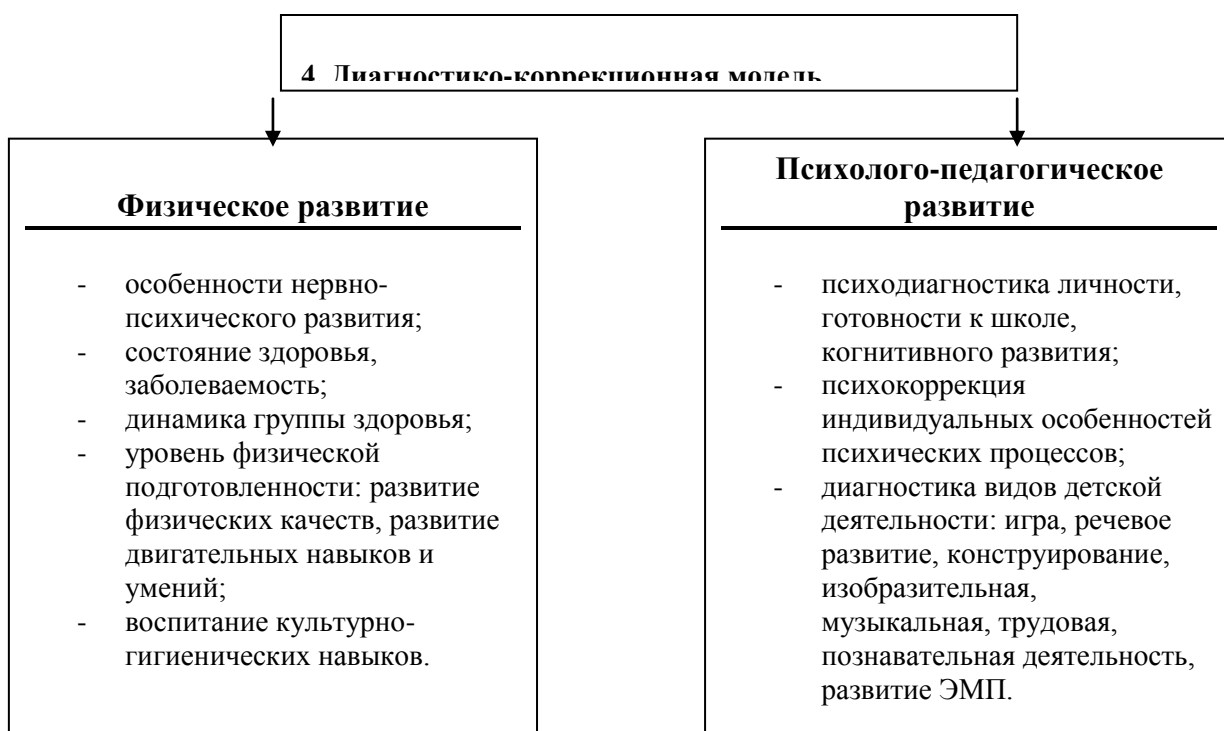 4 Диагностико-коррекционная модель
Физическое развитие
- особенности нервно-
психического развития;
- состояние здоровья,
заболеваемость;
- динамика группы здоровья;
- уровень физической
подготовленности: развитие
физических качеств, развитие
двигательных навыков и
умений;
- воспитание культурно-
гигиенических навыков.
Психолого-педагогическое
развитие
- психодиагностика личности,
готовности к школе,
когнитивного развития;
- психокоррекция
индивидуальных особенностей
психических процессов;
- диагностика видов детской
деятельности: игра, речевое
развитие, конструирование,
изобразительная,
музыкальная, трудовая,
познавательная деятельность,
развитие ЭМП.